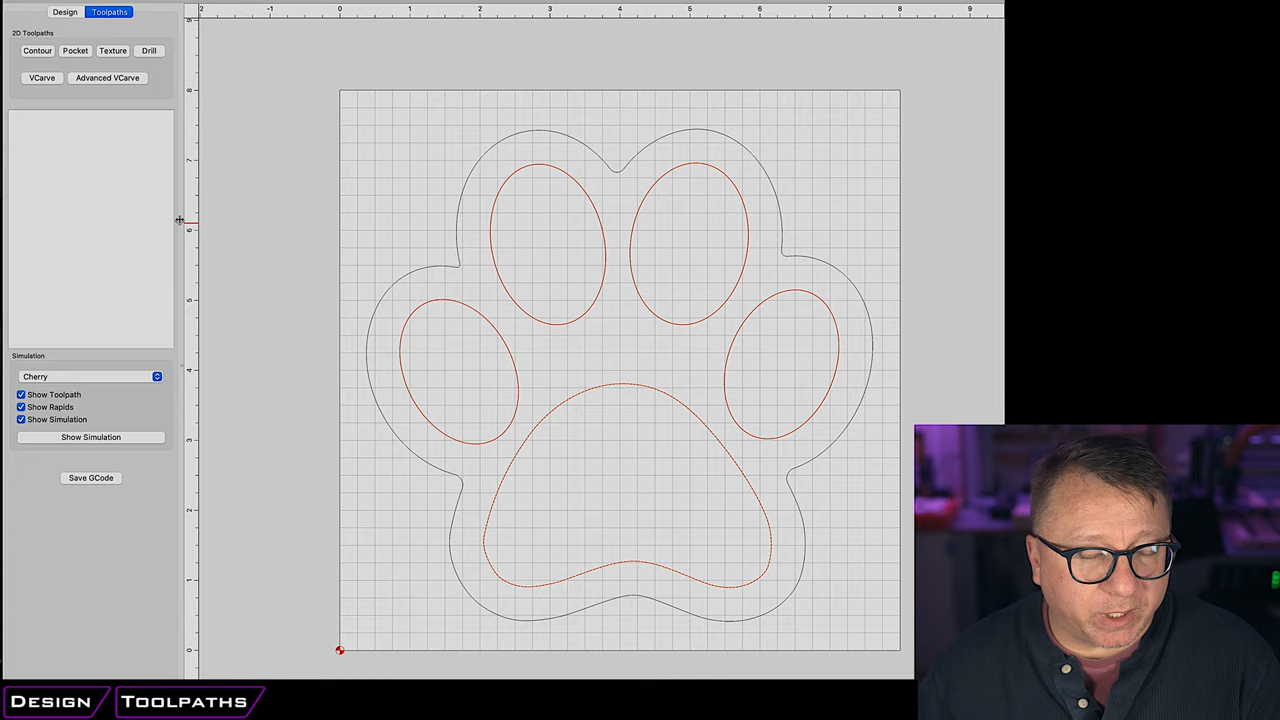 Design Toolpaths
2D Toolpaths
Contour Pocket Texture Drill
VCarve Advanced VCarve
Simulation
Cherry
Show Toolpath
Show Rapids
Show Simulation
Show Simulation
Save GCode
2 -1 0 1 2 3 4 5 6 7 8 9
9
8
7
6
5
4
3
2
1
0
DESIGN TOOLPATHS